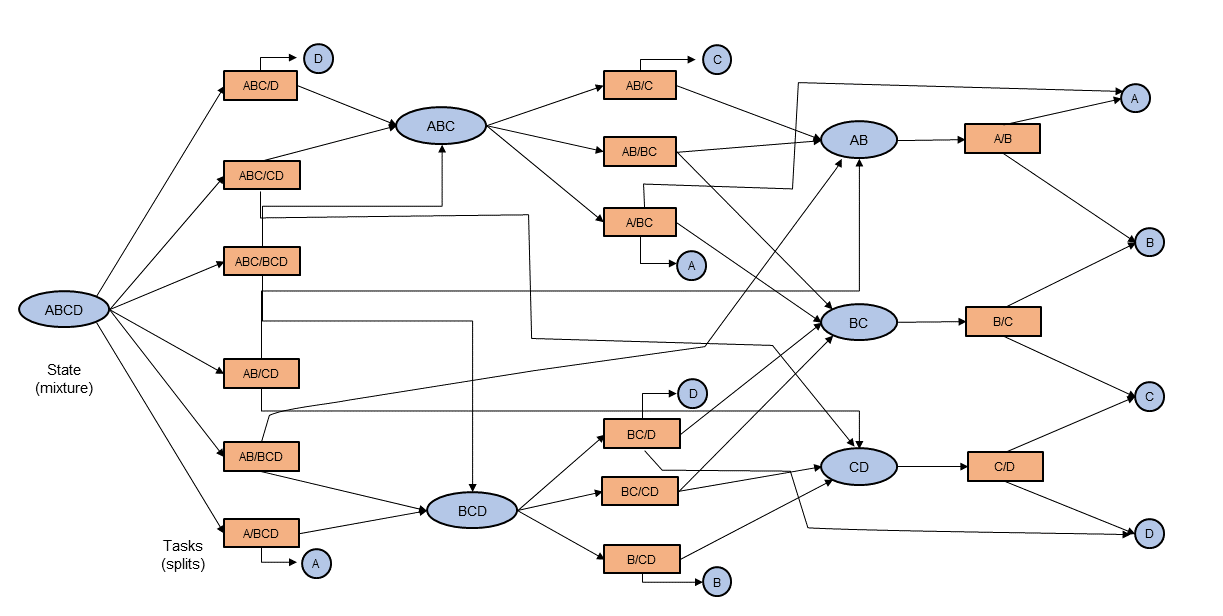 ABCD
State
(mixture)
ABC/D
D
ABC/CD
ABC/BCD
AB/CD
AB/BCD
A/BCD
A
Tasks
(splits)
ABC
BCD
AB/C
C
AB/BC
A/BC
A
BC/D
D
BC/CD
B/CD
B
AB
BC
CD
A/B
B/C
C/D
A
B
C
D